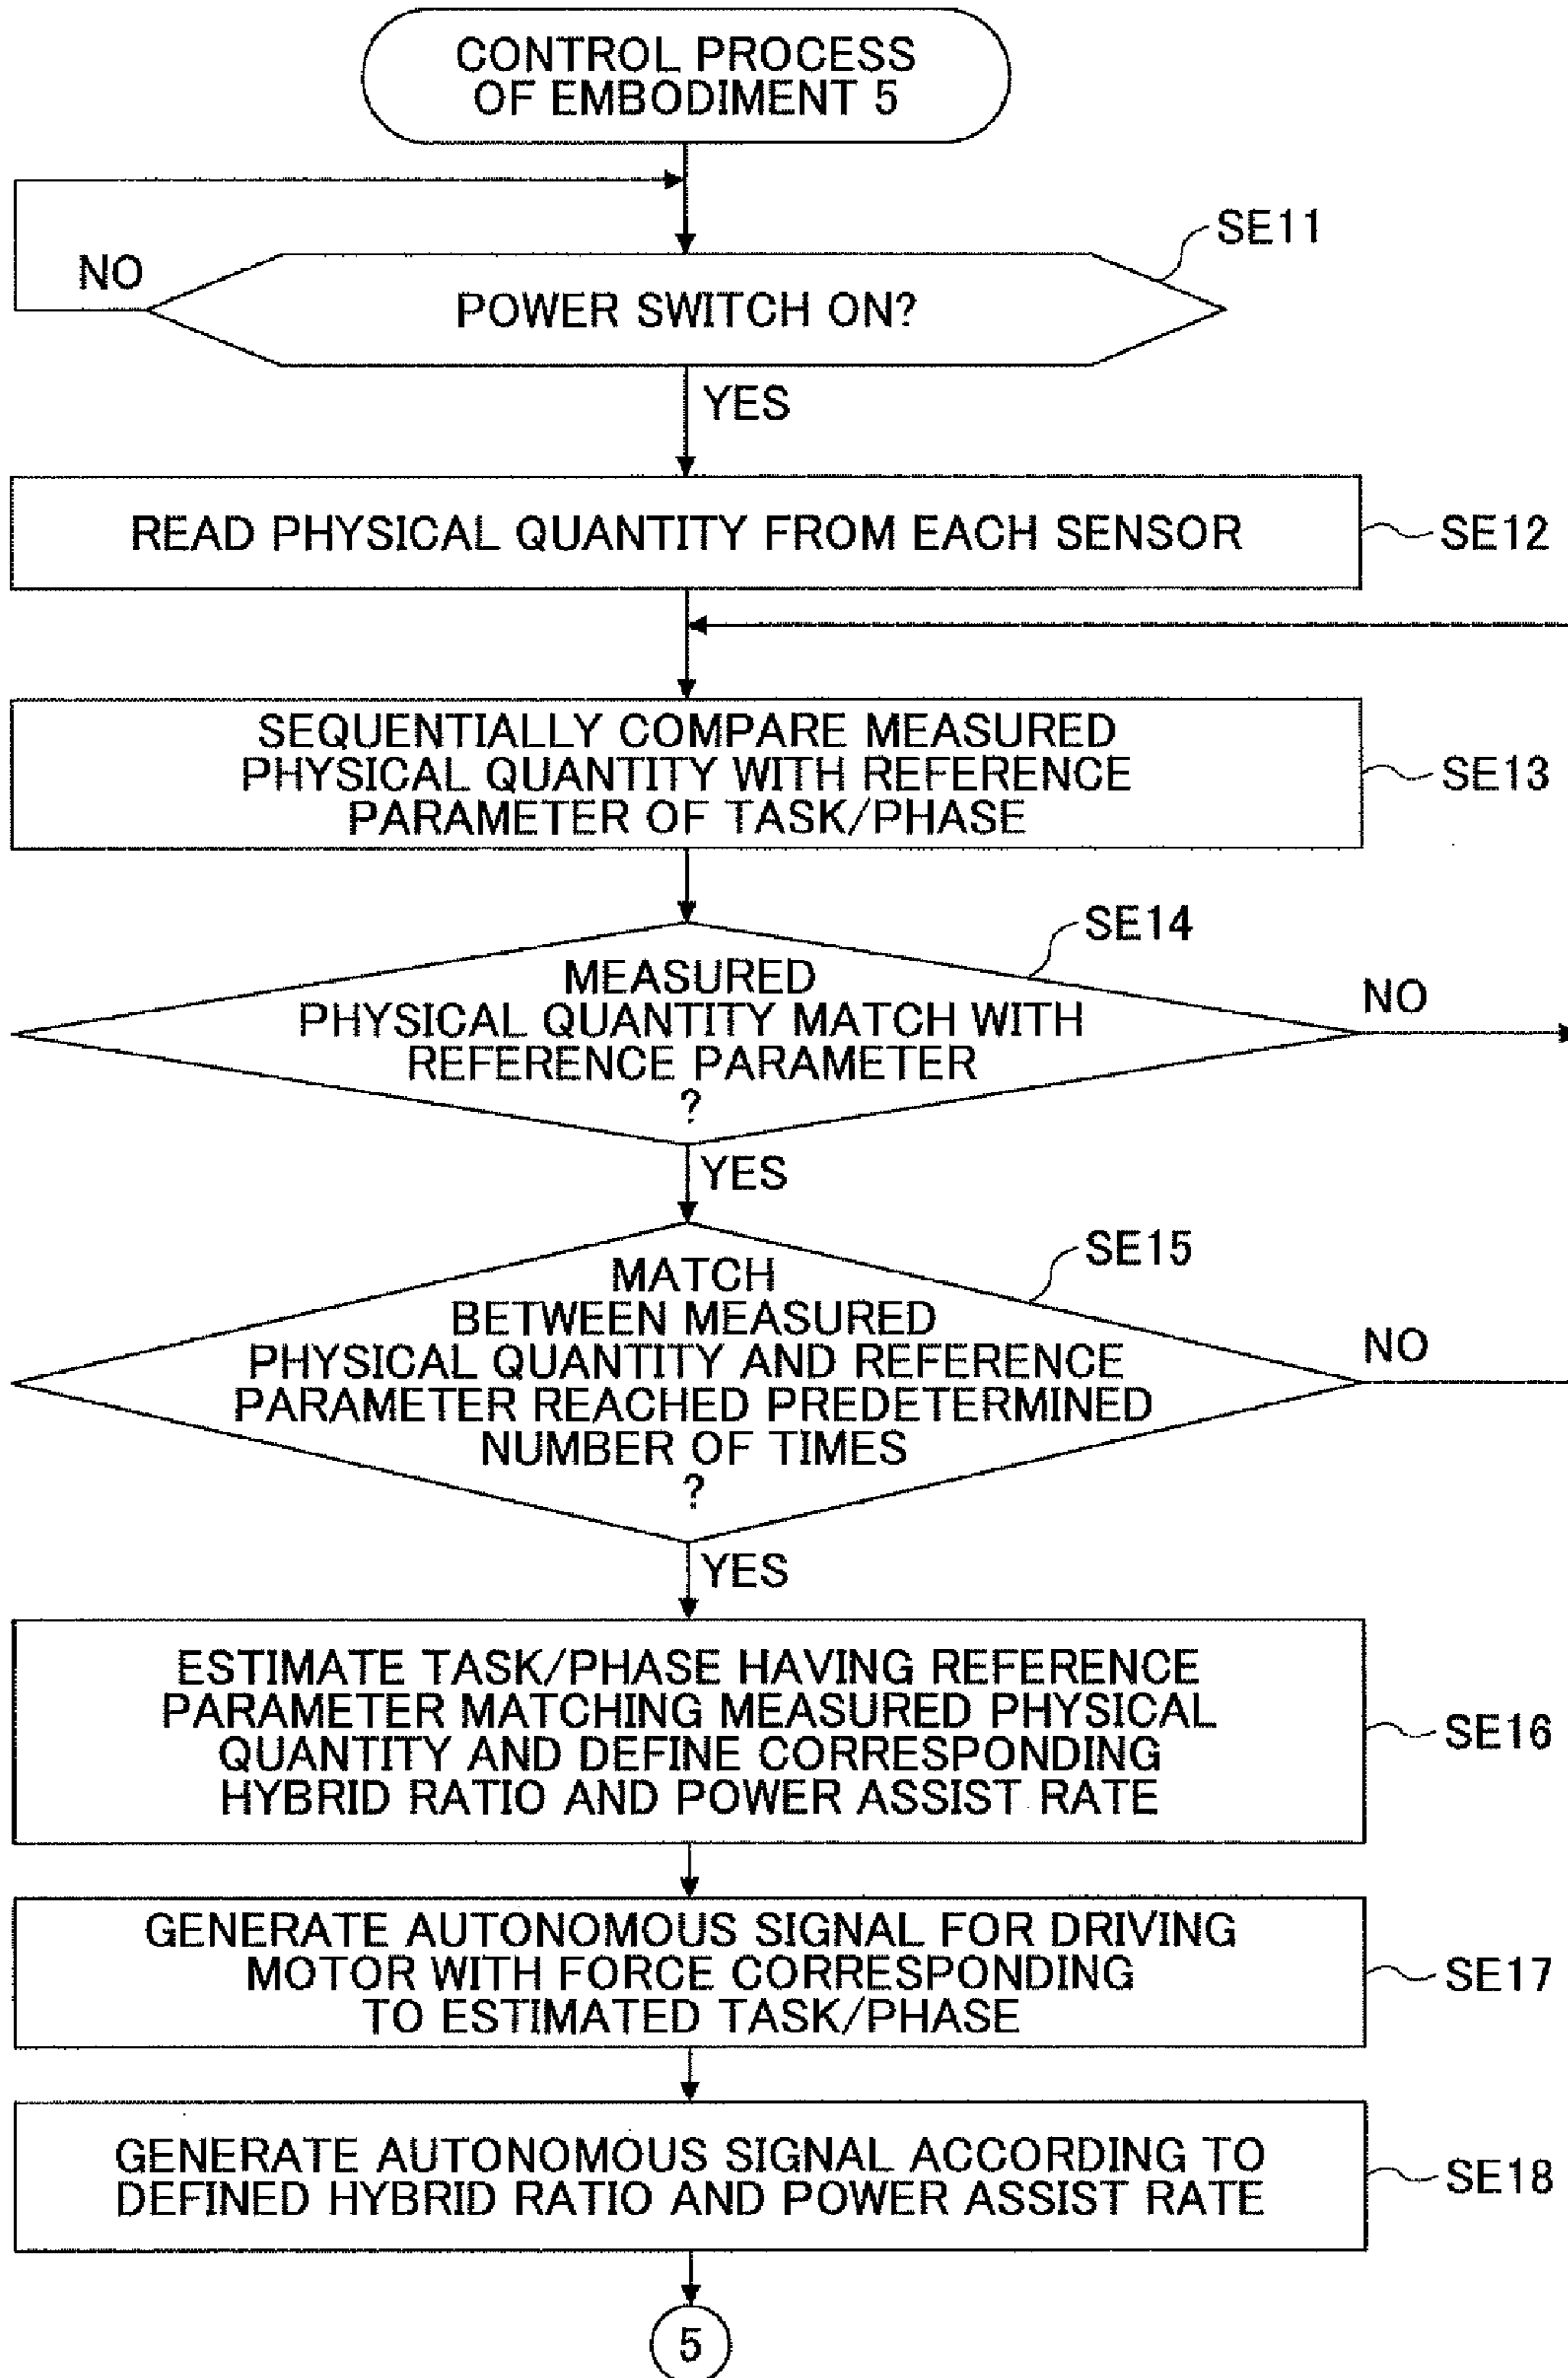 CONTROL PROCESS
OF EMBODIMENT 5
SE11
NO
POWER SWITCH ON?
YES
READ PHYSICAL QUANTITY FROM EACH SENSOR
SE12
SEQUENTIALLY COMPARE MEASURED
PHYSICAL QUANTITY WITH REFERENCE
PARAMETER OF TASK/PHASE
SE13
SE14
MEASURED
PHYSICAL QUANTITY MATCH WITH
REFERENCE PARAMETER
?
NO
YES
SE15
MATCH
BETWEEN MEASURED
PHYSICAL QUANTITY AND REFERENCE
PARAMETER REACHED PREDETERMINED
NUMBER OF TIMES
?
NO
YES
ESTIMATE TASK/PHASE HAVING REFERENCE
PARAMETER MATCHING MEASURED PHYSICAL
QUANTITY AND DEFINE CORRESPONDING
HYBRID RATIO AND POWER ASSIST RATE
SE16
GENERATE AUTONOMOUS SIGNAL FOR DRIVING
MOTOR WITH FORCE CORRESPONDING
TO ESTIMATED TASK/PHASE
SE17
GENERATE AUTONOMOUS SIGNAL ACCORDING TO
DEFINED HYBRID RATIO AND POWER ASSIST RATE
SE18
5